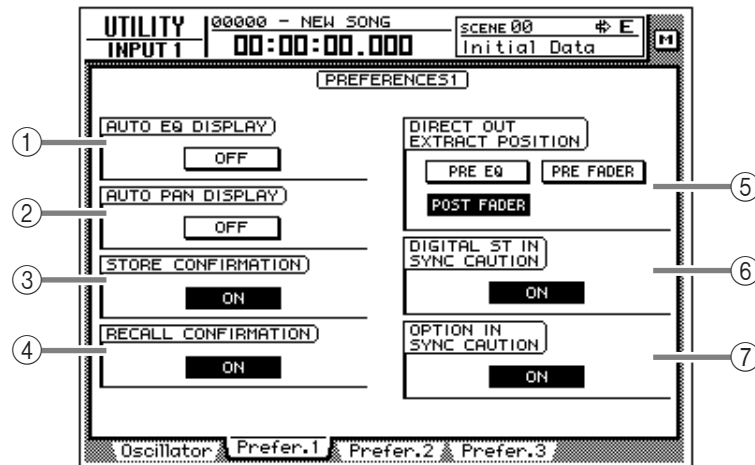 UTILITY
INPUT 1
00000 - NEW SONG
00:00:00.000
SCENE 00 E
Initial Data
M
PREFERENCES1
① AUTO EQ DISPLAY
OFF
② AUTO PAN DISPLAY
OFF
③ STORE CONFIRMATION
ON
④ RECALL CONFIRMATION
ON
DIRECT OUT
EXTRACT POSITION
PRE EQ PRE FADER ⑤
POST FADER
DIGITAL ST IN
SYNC CAUTION ⑥
ON
OPTION IN
SYNC CAUTION ⑦
ON
Oscillator Prefer.1 Prefer.2 Prefer.3